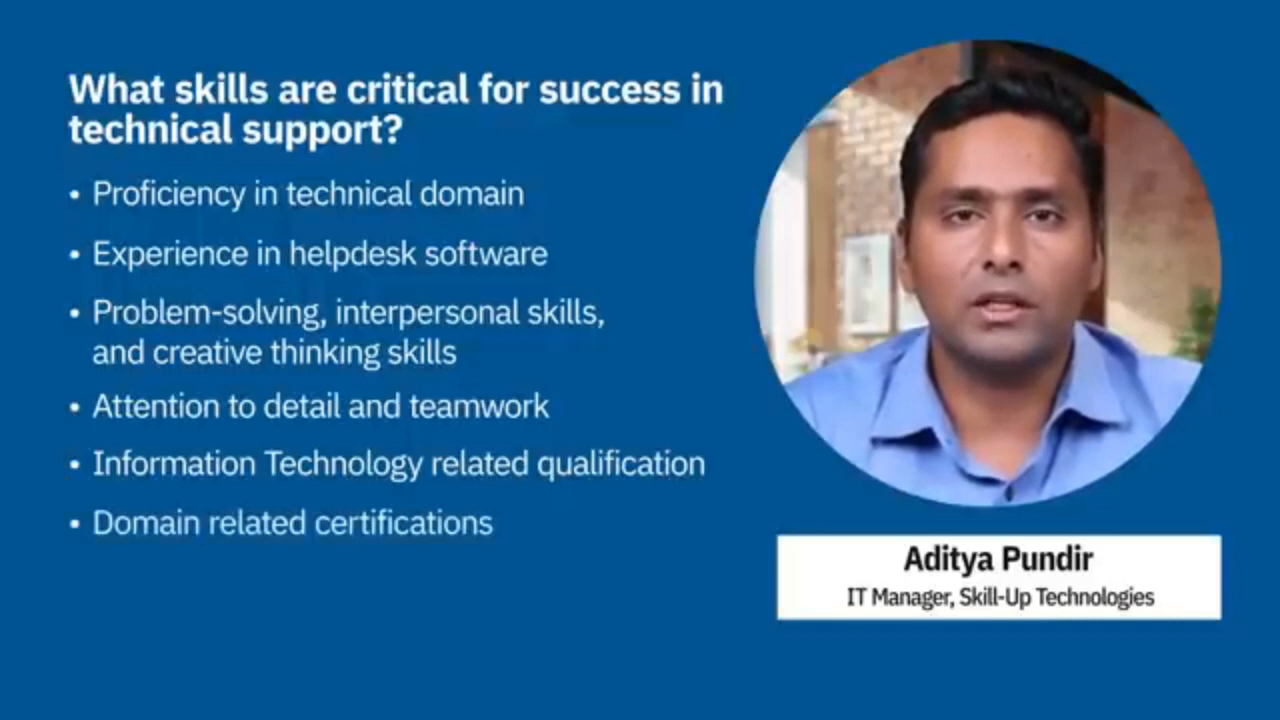 What skills are critical for success in
technical support?
• Proficiency in technical domain
• Experience in helpdesk software
• Problem-solving, interpersonal skills,
and creative thinking skills
• Attention to detail and teamwork
• Information Technology related qualification
• Domain related certifications
Aditya Pundir
IT Manager, Skill-Up Technologies